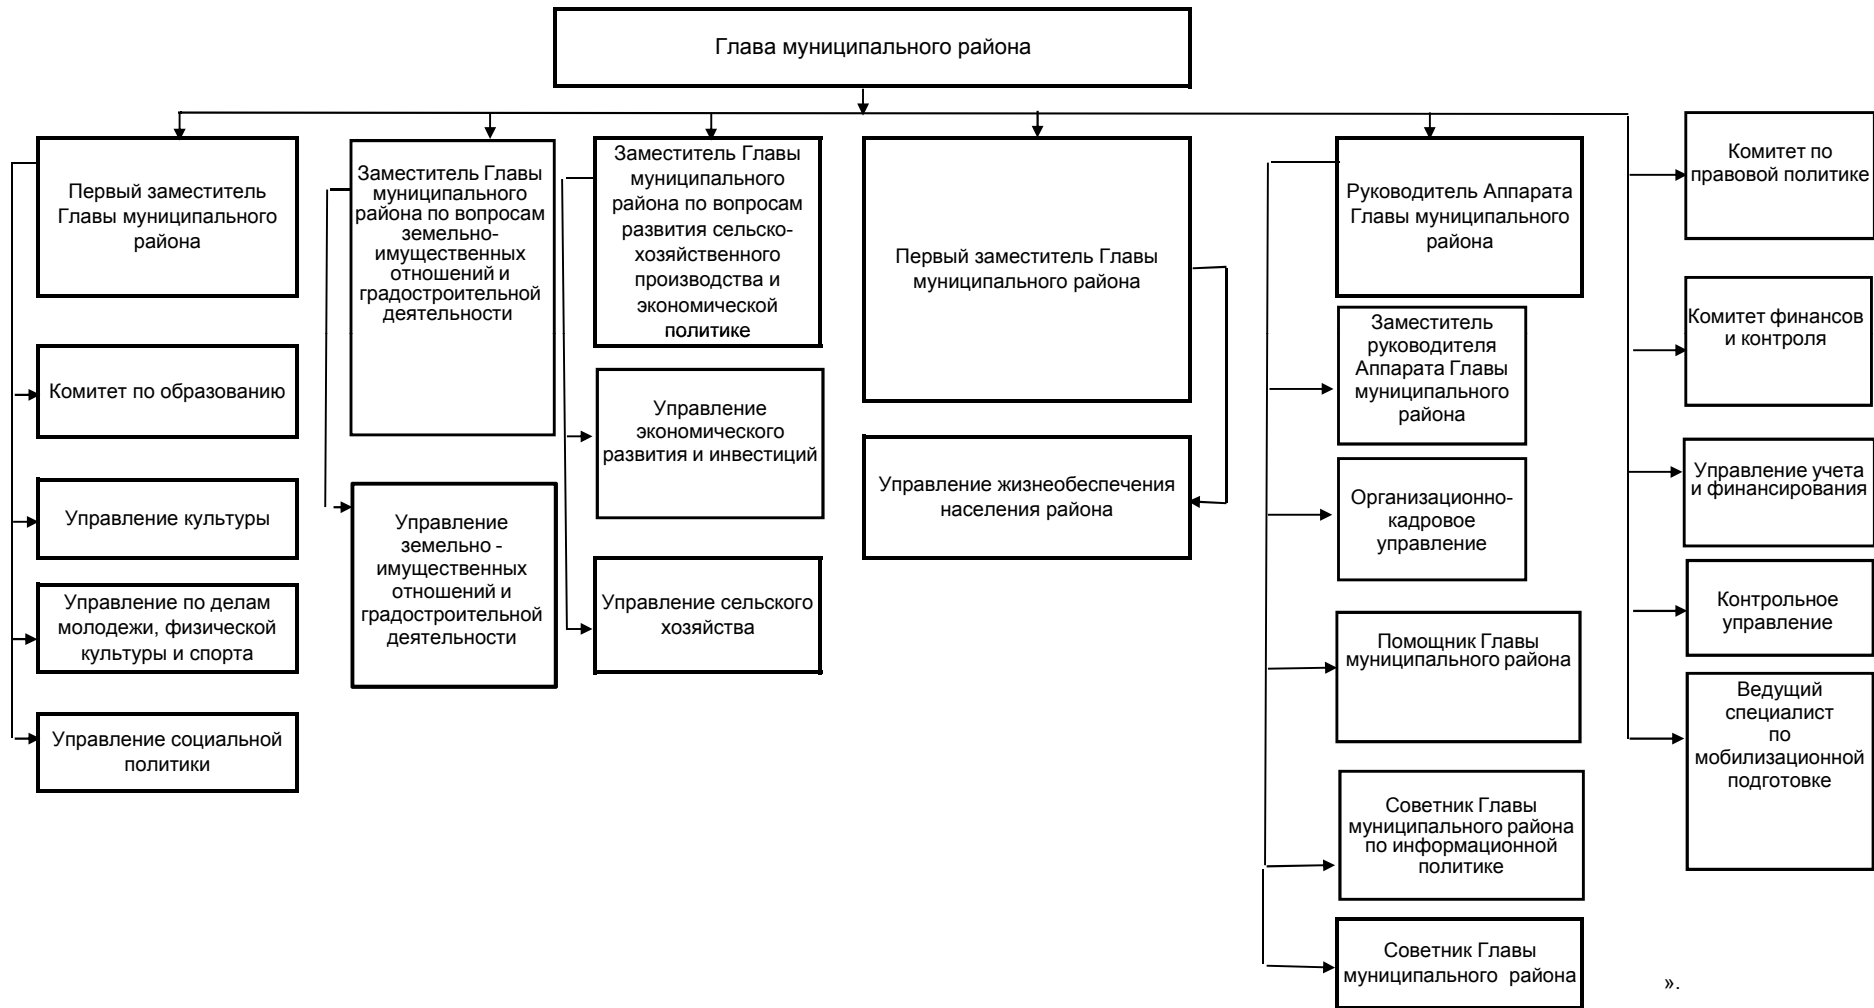 Глава муниципального района
Первый заместитель
Главы муниципального
района
Комитет по образованию
Управление культуры
Управление по делам
молодежи, физической
культуры и спорта
Управление социальной
политики
Заместитель Главы
муниципального
района по вопросам
земельно-
имущественных
отношений и
градостроительной
деятельности
Управление
земельно -
имущественных
отношений и
градостроительной
деятельности
Заместитель Главы
муниципального
района по вопросам
развития сельско-
хозяйственного
производства и
экономической
политике
Управление
экономического
развития и инвестиций
Управление сельского
хозяйства
Первый заместитель Главы
муниципального района
Управление жизнеобеспечения
населения района
Руководитель Аппарата
Главы муниципального
района
Заместитель
руководителя
Аппарата Главы
муниципального
района
Организационно-
кадровое
управление
Помощник Главы
муниципального района
Советник Главы
муниципального района
по информационной
политике
Советник Главы
муниципального района
Комитет по
правовой политике
Комитет финансов
и контроля
Управление учета
и финансирования
Контрольное
управление
Ведущий
специалист
по
мобилизационной
подготовке
».